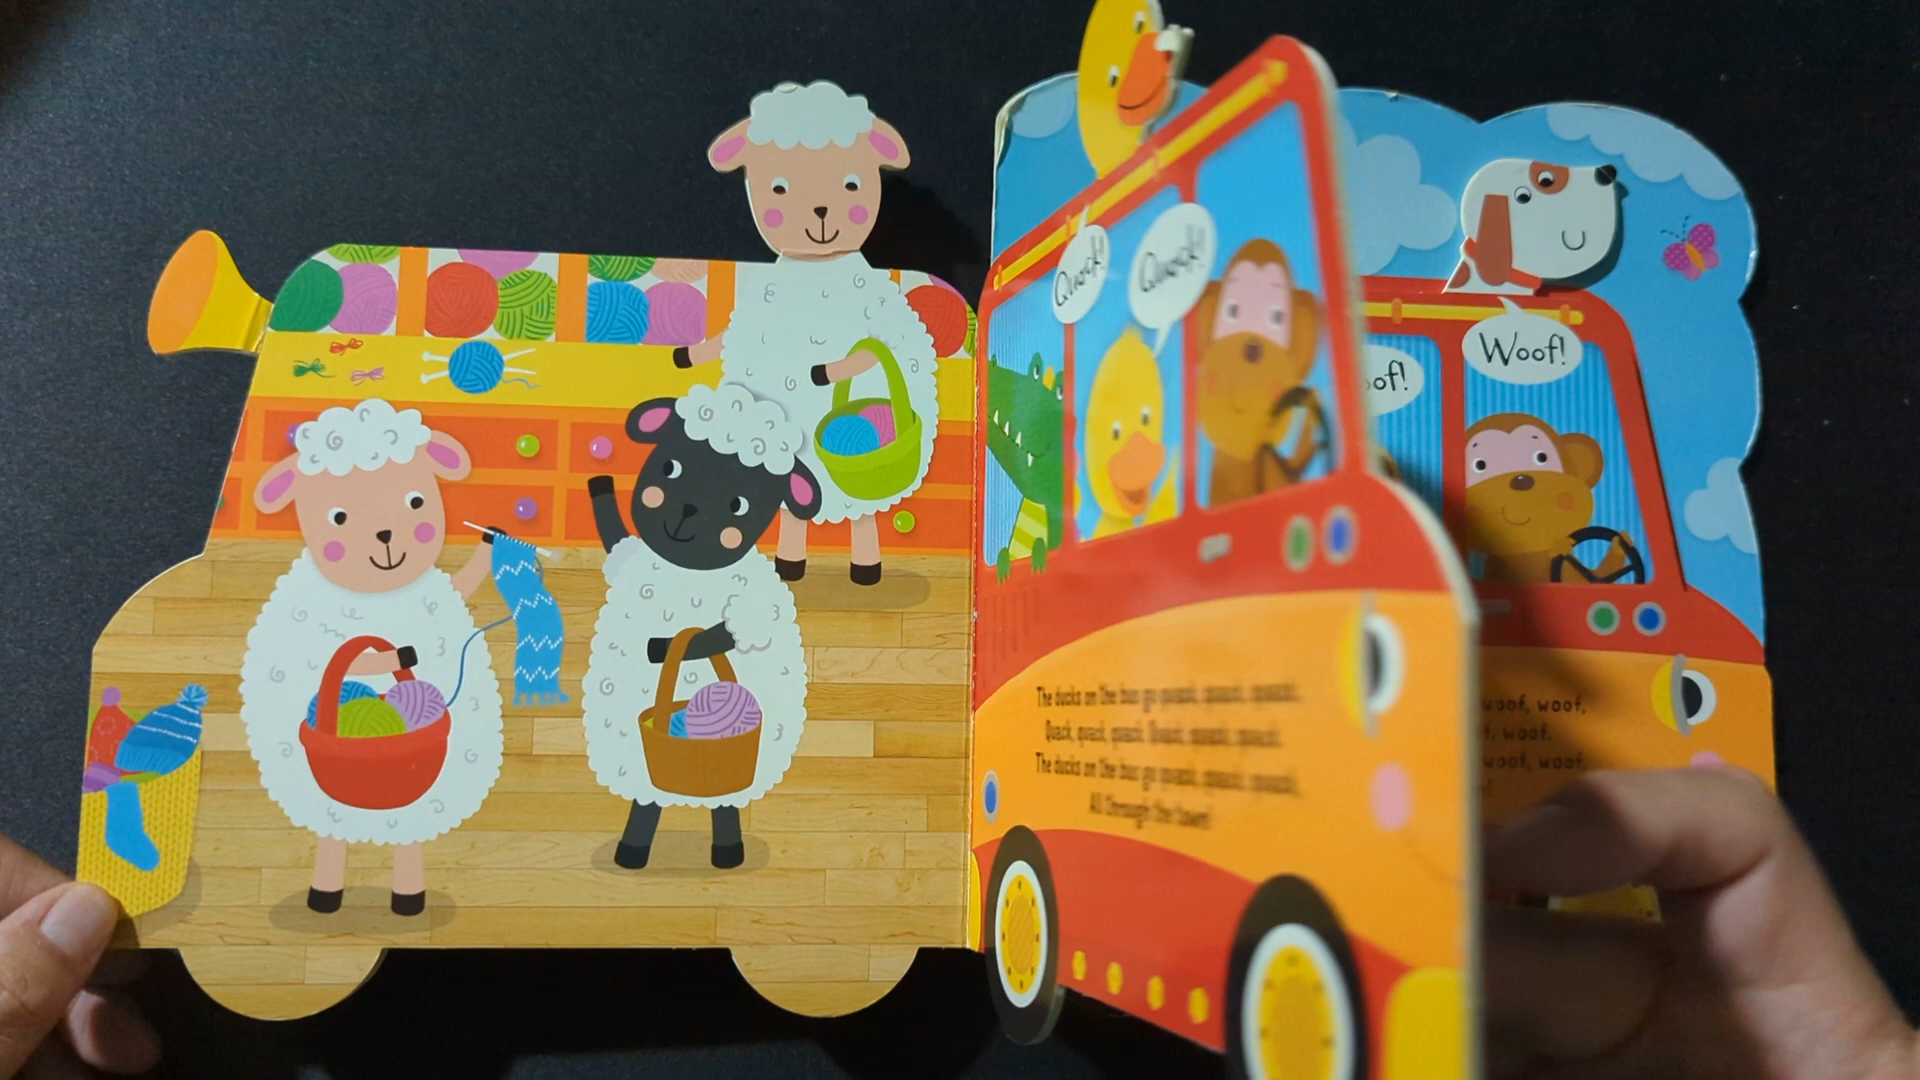 Quack!
Quack!
oof!
Woof!
The ducks on the bus go quack, quack, quack.
Quack, quack, quack. Quack, quack, quack.
The ducks on the bus go quack, quack, quack,
All through the town!
woof, woof,
f, woof.
woof, woof,